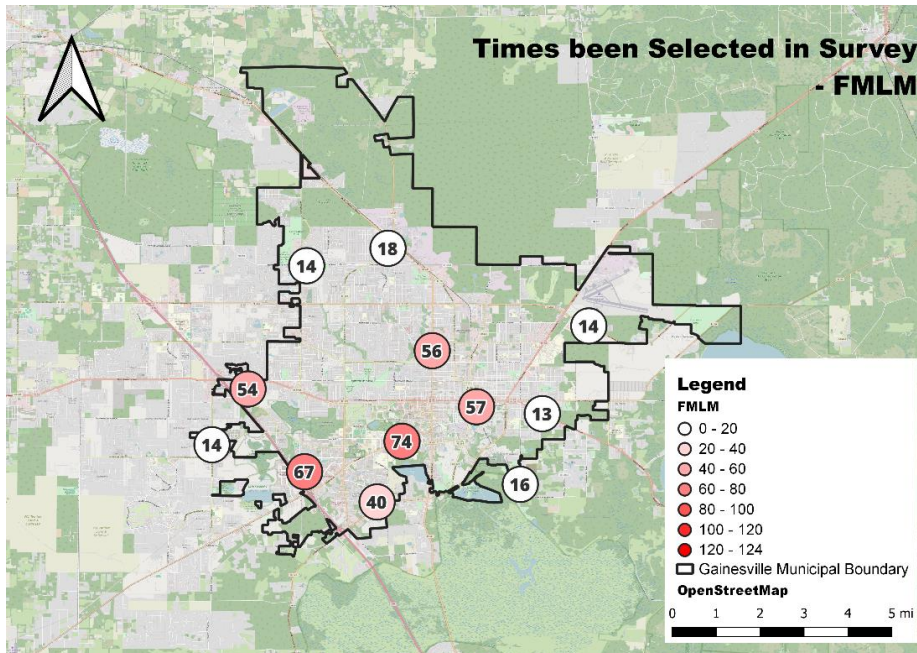 Times been Selected in Survey
- FMLM
18
14
14
56
54
57
13
74
14
67
16
40
Legend
FMLM
0 - 20
20 - 40
40 - 60
60 - 80
80 - 100
100 - 120
120 - 124
Gainesville Municipal Boundary
OpenStreetMap
0 1 2 3 4 5 mi